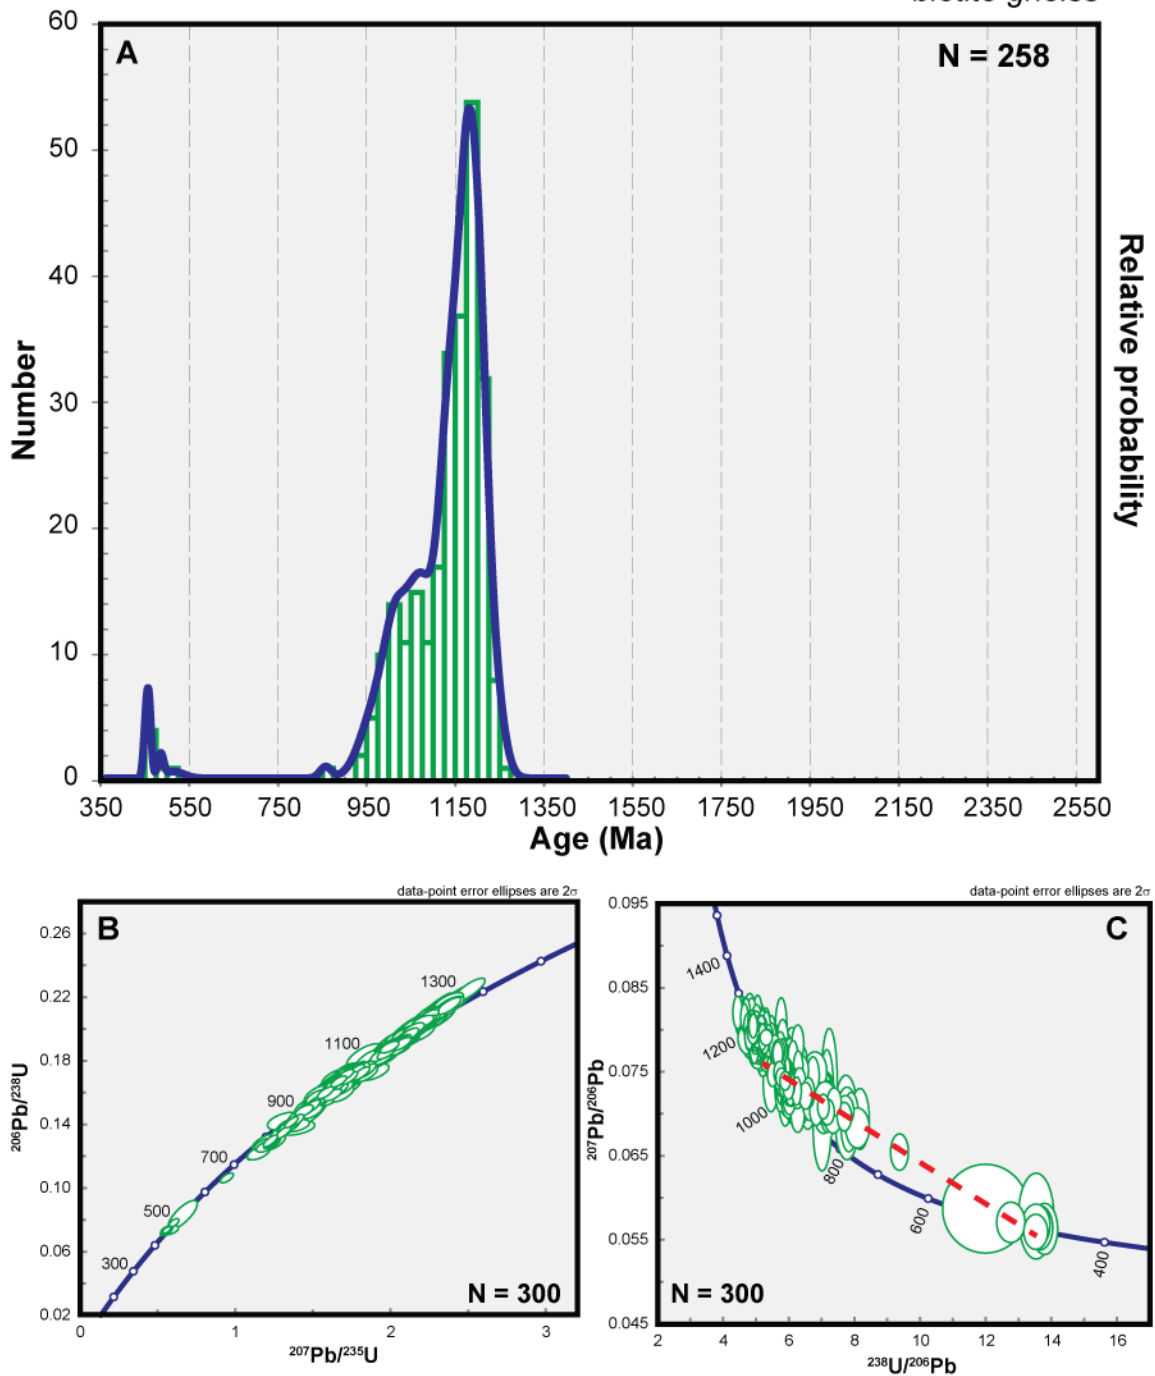 biotite gneiss
A
N = 258
60
50
40
30
20
10
0
Number
Relative probability
350 550 750 950 1150 1350 1550 1750 1950 2150 2350 2550
Age (Ma)
data-point error ellipses are 2σ
B
0.26
0.22
0.18
0.14
0.10
0.06
0.02
²⁰⁶Pb/²³⁸U
1300
1100
900
700
500
300
N = 300
0 1 2 3
²⁰⁷Pb/²³⁵U
data-point error ellipses are 2σ
C
0.095
0.085
0.075
0.065
0.055
0.045
²⁰⁷Pb/²⁰⁶Pb
1400
1200
1000
800
600
400
N = 300
2 4 6 8 10 12 14 16
²³⁸U/²⁰⁶Pb